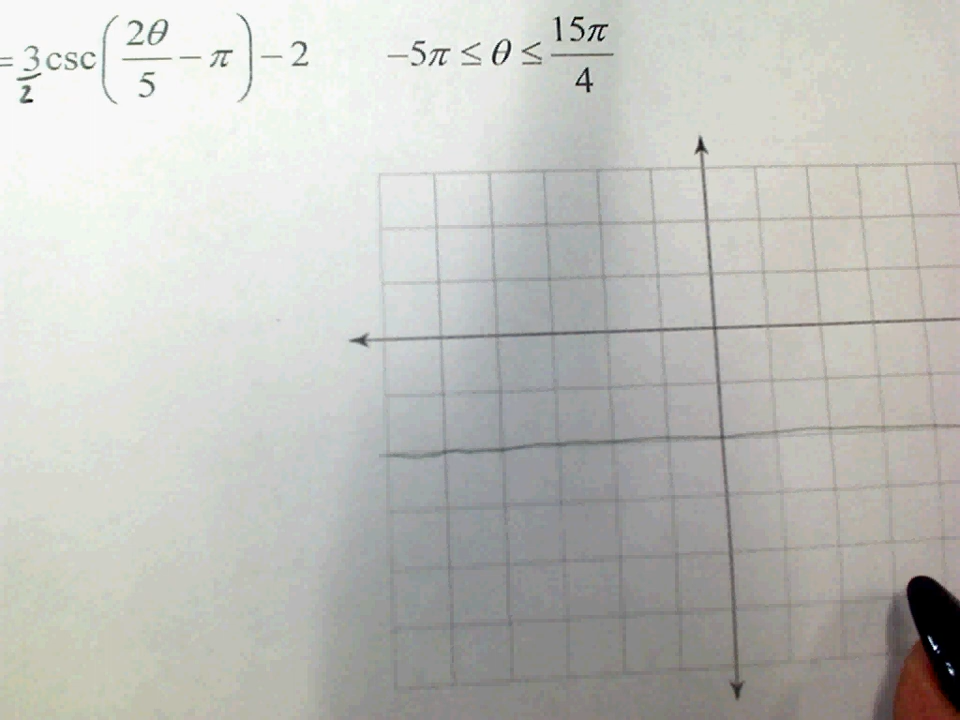 = 3/2 csc(2θ/5 − π) − 2 −5π ≤ θ ≤ 15π/4